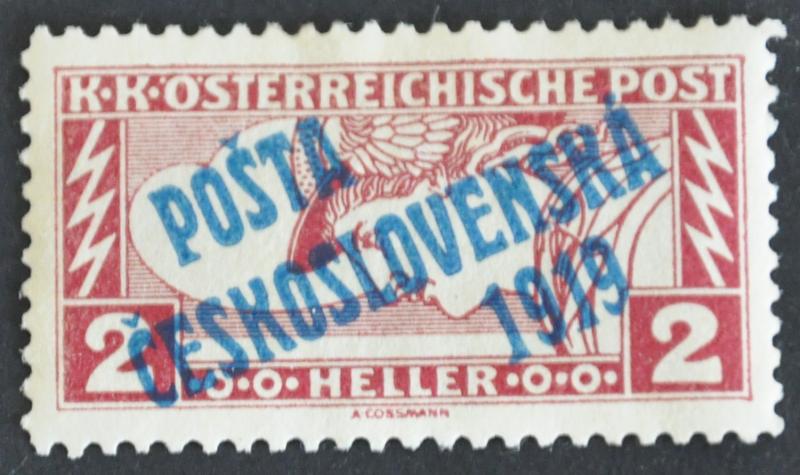 K·K·ÖSTERREICHISCHE POST
POŠTA
ČESKOSLOVENSKÁ
1919
2 O·O· HELLER ·O·O· 2
A·COSSMANN